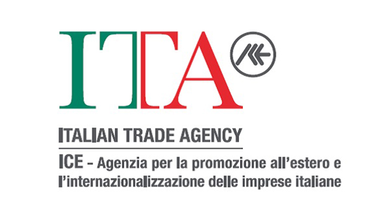 ITA
ITALIAN TRADE AGENCY
ICE - Agenzia per la promozione all'estero e
l'internazionalizzazione delle imprese italiane